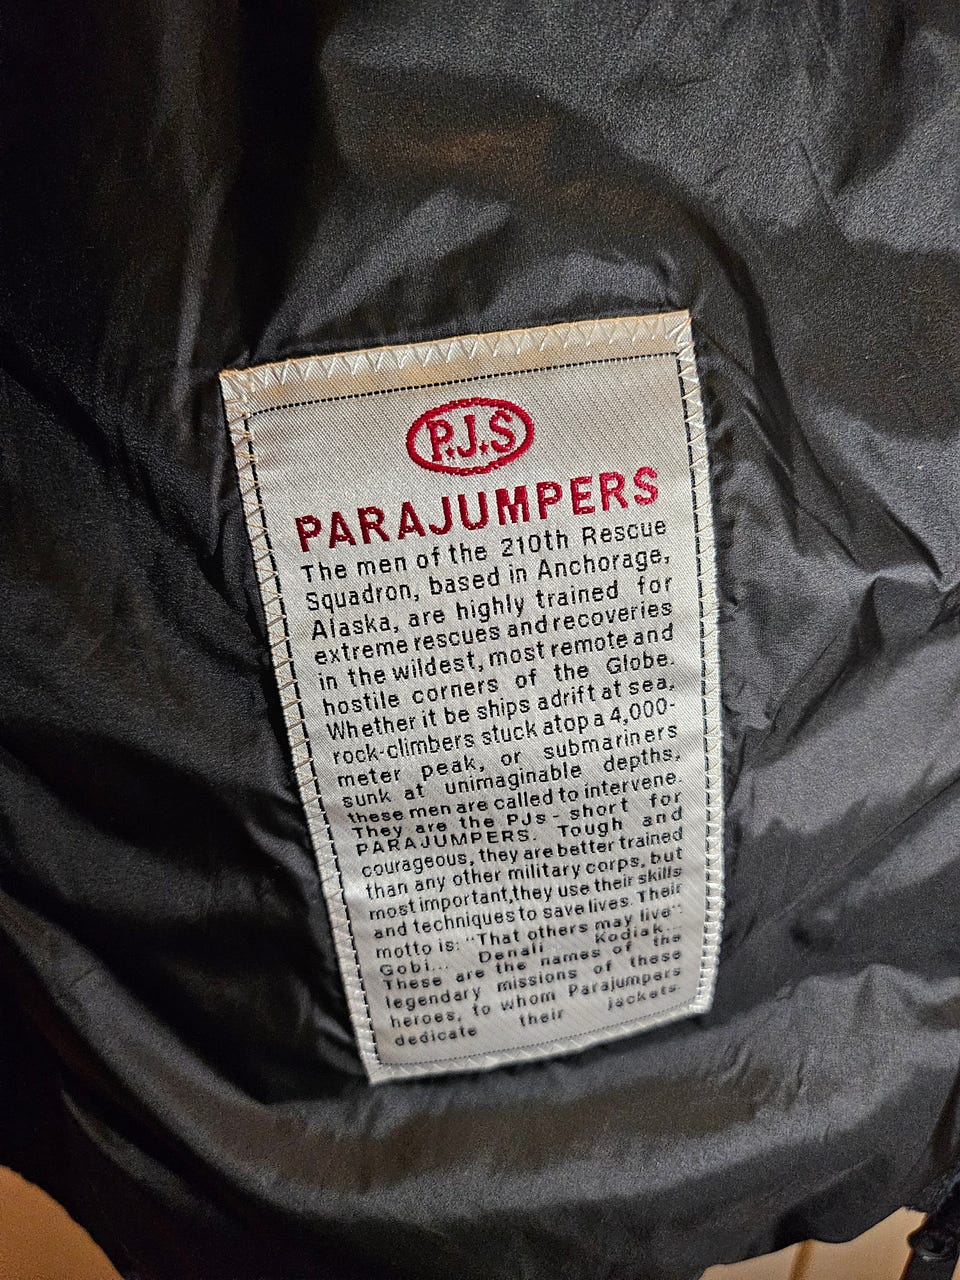 P.J.S
PARAJUMPERS
The men of the 210th Rescue
Squadron, based in Anchorage,
Alaska, are highly trained for
extreme rescues and recoveries
in the wildest, most remote and
hostile corners of the Globe.
Whether it be ships adrift at sea,
rock-climbers stuck atop a 4,000-
meter peak, or submariners
sunk at unimaginable depths,
these men are called to intervene.
They are the PJs - short for
PARAJUMPERS. Tough and
courageous, they are better trained
than any other military corps, but
most important, they use their skills
and techniques to save lives. Their
motto is: "That others may live"
Gobi... Denali... Kodiak...
These are the names of the
legendary missions of these
heroes, to whom Parajumpers
dedicate their jackets.